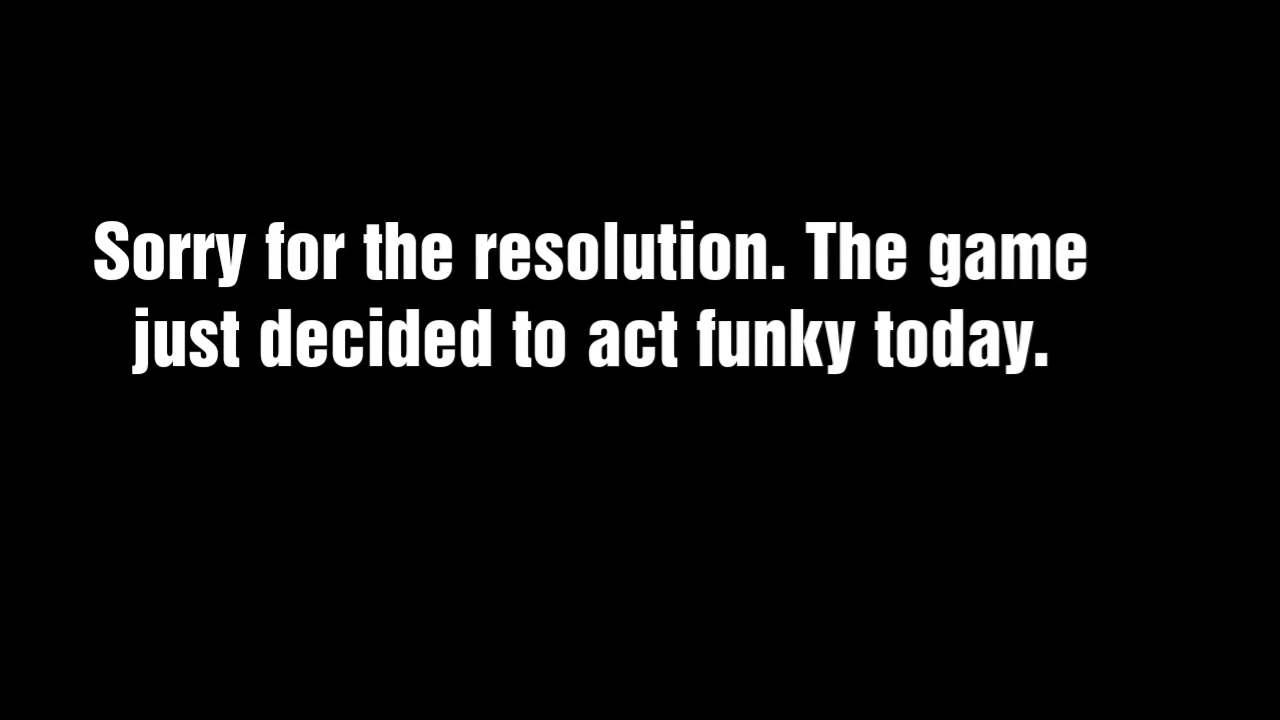 Sorry for the resolution. The game
just decided to act funky today.